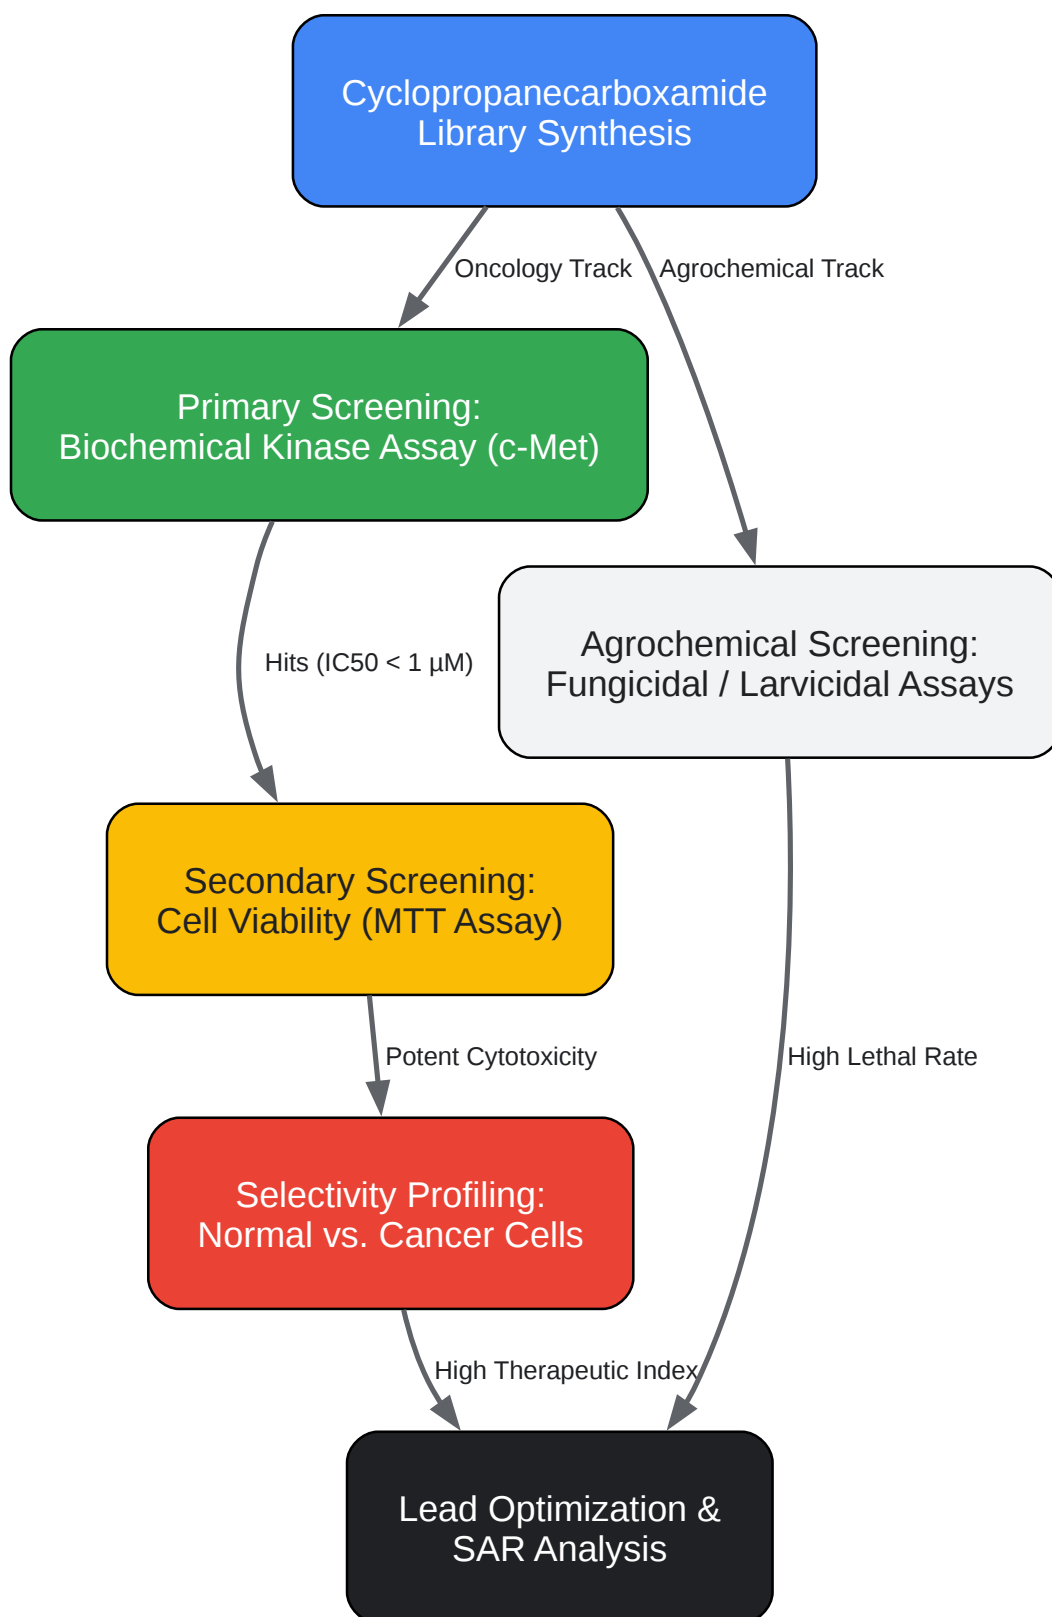 Cyclopropanecarboxamide
Library Synthesis
Oncology Track
Agrochemical Track
Primary Screening:
Biochemical Kinase Assay (c-Met)
Hits (IC50 < 1 µM)
Agrochemical Screening:
Fungicidal / Larvicidal Assays
Secondary Screening:
Cell Viability (MTT Assay)
Potent Cytotoxicity
High Lethal Rate
Selectivity Profiling:
Normal vs. Cancer Cells
High Therapeutic Index
Lead Optimization &
SAR Analysis